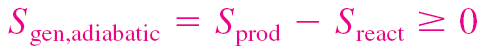 S_gen,adiabatic = S_prod − S_react ≥ 0